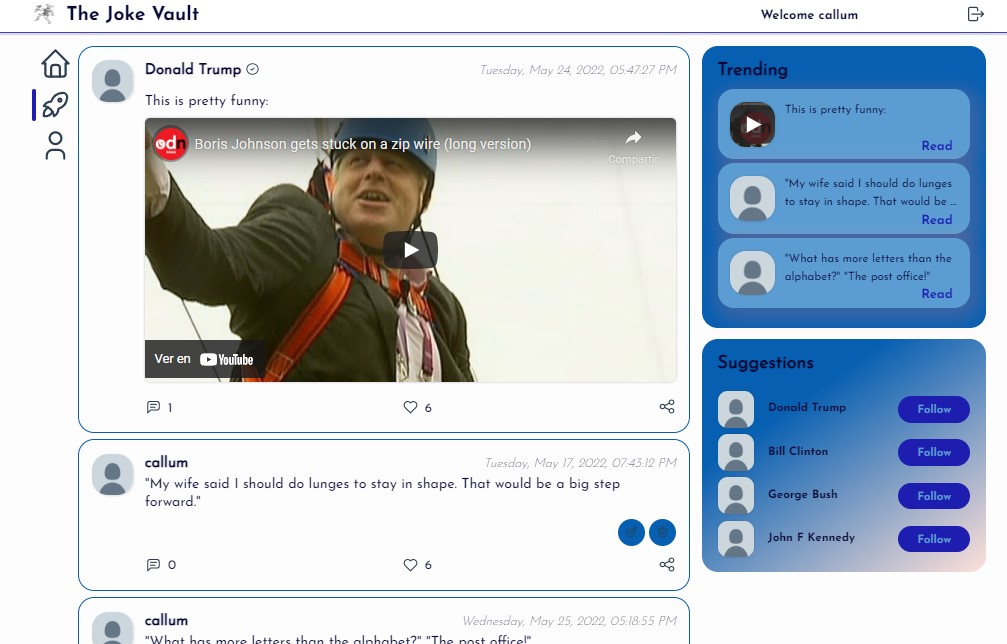 The Joke Vault
Welcome callum
Donald Trump
Tuesday, May 24, 2022, 05:47:27 PM
This is pretty funny:
odn
Boris Johnson gets stuck on a zip wire (long version)
Compartir
Ver en YouTube
1
6
callum
Tuesday, May 17, 2022, 07:43:12 PM
"My wife said I should do lunges to stay in shape. That would be a big step
forward."
0
6
callum
Wednesday, May 25, 2022, 05:18:55 PM
"What has more letters than the alphabet?" "The post office!"
Trending
This is pretty funny:
Read
"My wife said I should do lunges
to stay in shape. That would be ...
Read
"What has more letters than the
alphabet?" "The post office!"
Read
Suggestions
Donald Trump
Follow
Bill Clinton
Follow
George Bush
Follow
John F Kennedy
Follow